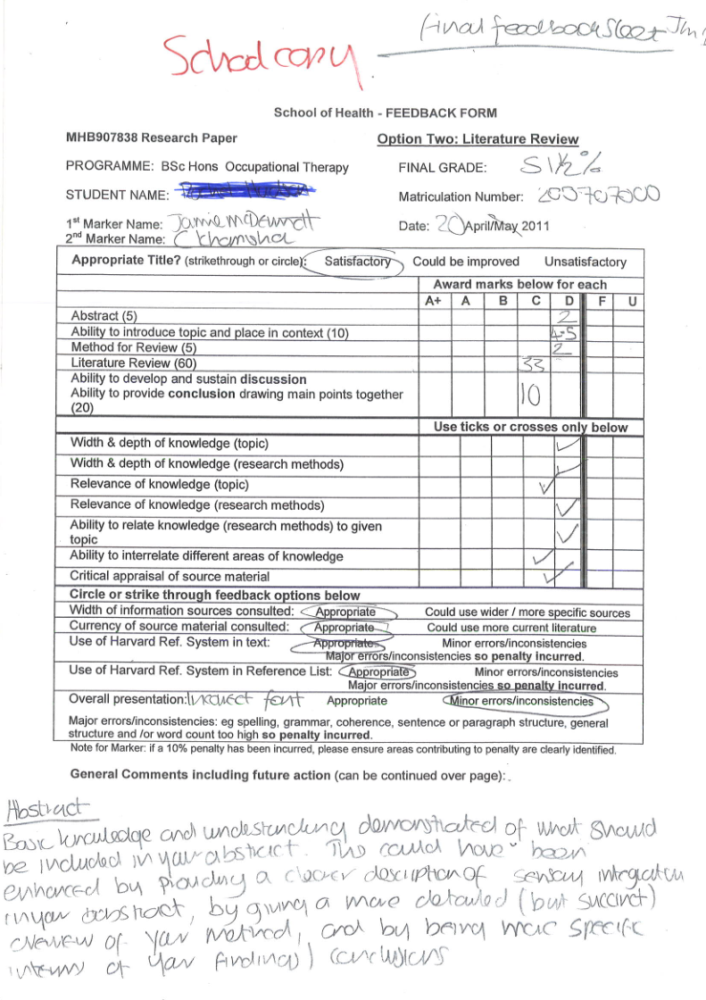 Final feedback sheet
School copy
School of Health - FEEDBACK FORM
MHB907838 Research Paper
Option Two: Literature Review
PROGRAMME: BSc Hons Occupational Therapy
FINAL GRADE: 51½%
STUDENT NAME:
Matriculation Number: 200707000
1st Marker Name: Jamie McDermott
Date: 20 April/May 2011
2nd Marker Name: C
Appropriate Title? (strikethrough or circle): Satisfactory Could be improved Unsatisfactory
Award marks below for each
A+ A B C D F U
Abstract (5) 2
Ability to introduce topic and place in context (10) 4.5
Method for Review (5) 2
Literature Review (60) 33
Ability to develop and sustain discussion
Ability to provide conclusion drawing main points together
(20) 10
Use ticks or crosses only below
Width & depth of knowledge (topic) ✓
Width & depth of knowledge (research methods) ✓
Relevance of knowledge (topic) ✓
Relevance of knowledge (research methods) ✓
Ability to relate knowledge (research methods) to given
topic ✓
Ability to interrelate different areas of knowledge ✓
Critical appraisal of source material ✓
Circle or strike through feedback options below
Width of information sources consulted: Appropriate Could use wider / more specific sources
Currency of source material consulted: Appropriate Could use more current literature
Use of Harvard Ref. System in text: Appropriate Minor errors/inconsistencies
Major errors/inconsistencies so penalty incurred.
Use of Harvard Ref. System in Reference List: Appropriate Minor errors/inconsistencies
Major errors/inconsistencies so penalty incurred.
Overall presentation: Incorrect font Appropriate Minor errors/inconsistencies
Major errors/inconsistencies: eg spelling, grammar, coherence, sentence or paragraph structure, general
structure and /or word count too high so penalty incurred.
Note for Marker: if a 10% penalty has been incurred, please ensure areas contributing to penalty are clearly identified.
General Comments including future action (can be continued over page):
Abstract
Basic knowledge and understanding demonstrated of what should
be included in your abstract. This could have been
enhanced by providing a clearer description of sensory integration
in your abstract, by giving a more detailed (but succinct)
overview of your method, and by being more specific
in terms of your findings/conclusions